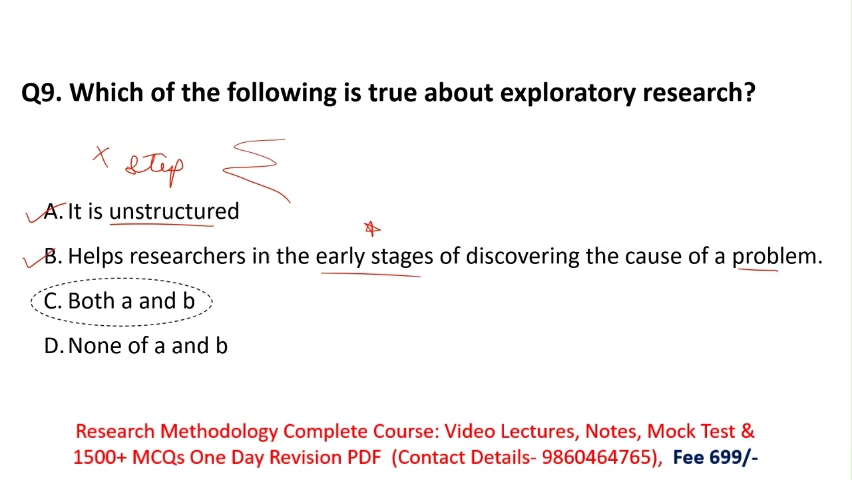 Q9. Which of the following is true about exploratory research?
x step
A. It is unstructured
B. Helps researchers in the early stages of discovering the cause of a problem.
C. Both a and b
D. None of a and b
Research Methodology Complete Course: Video Lectures, Notes, Mock Test &
1500+ MCQs One Day Revision PDF (Contact Details- 9860464765), Fee 699/-